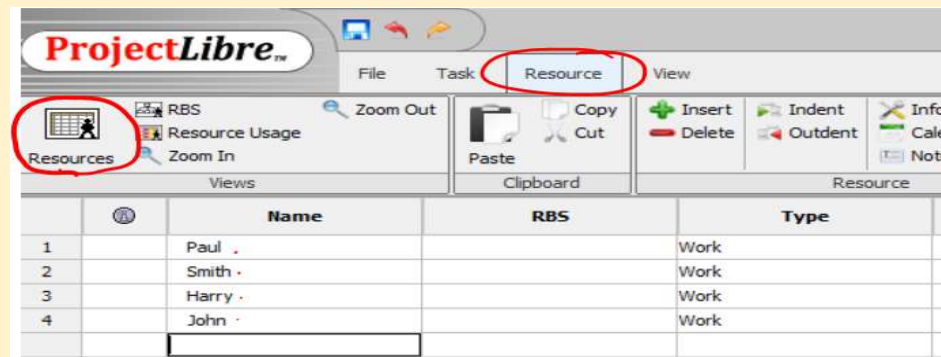 ProjectLibre™
File Task Resource View
Resources
RBS
Resource Usage
Zoom In
Zoom Out
Views
Paste
Copy
Cut
Clipboard
Insert
Delete
Indent
Outdent
Resource
Name RBS Type
1 Paul Work
2 Smith Work
3 Harry Work
4 John Work